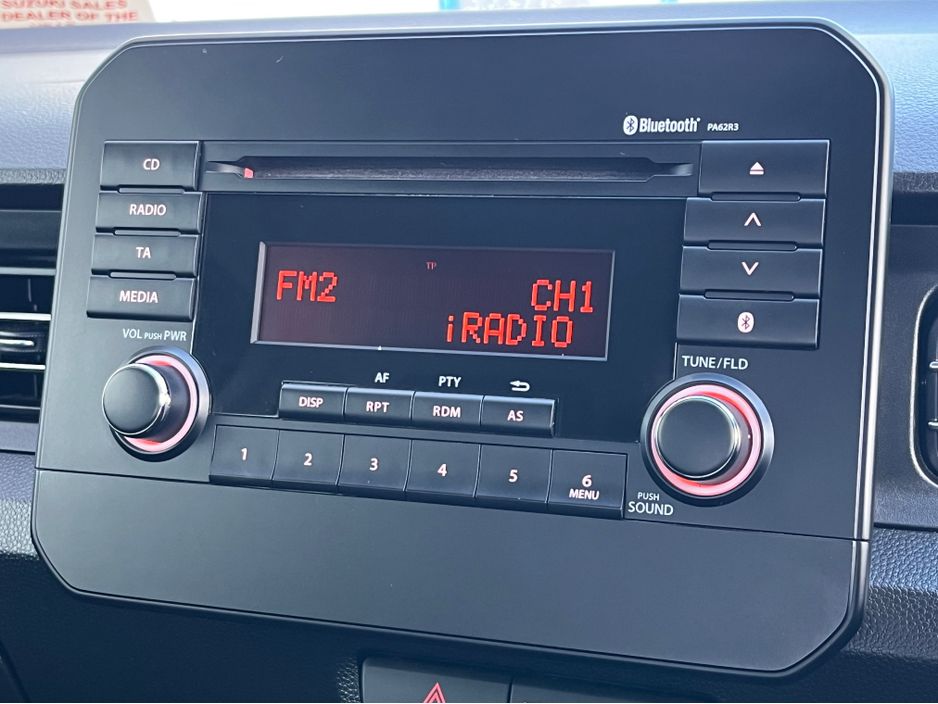 SUZUKI SALES
DEALER OF THE
Bluetooth® PA62R3
CD
RADIO
TA
MEDIA
VOL PUSH PWR
TP
FM2 CH1
iRADIO
AF PTY
DISP RPT RDM AS
1 2 3 4 5 6
MENU
TUNE/FLD
PUSH
SOUND